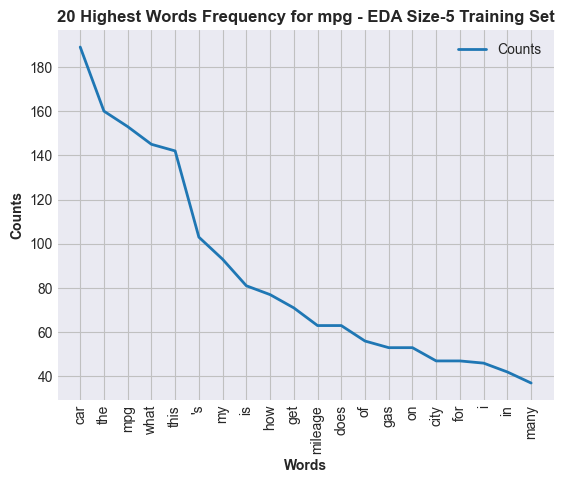 20 Highest Words Frequency for mpg - EDA Size-5 Training Set
Counts
180
160
140
120
100
80
60
40
Counts
car
the
mpg
what
this
's
my
is
how
get
mileage
does
of
gas
on
city
for
i
in
many
Words